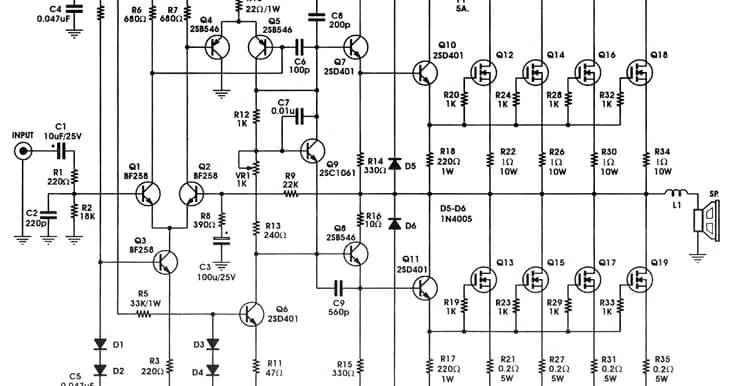 C4
0.047uF
R6
680Ω
R7
680Ω
22Ω/1W
Q4
2SB546
Q5
2SB546
C8
200p
5A.
C6
100p
Q7
2SD401
Q10
2SD401
Q12
Q14
Q16
Q18
R20
1K
R24
1K
R28
1K
R32
1K
C7
0.01u
R12
1K
INPUT
C1
10uF/25V
R1
220Ω
Q1
BF258
Q2
BF258
VR1
1K
R9
22K
Q9
2SC1061
R14
330Ω
D5
R18
220Ω
1W
R22
1Ω
10W
R26
1Ω
10W
R30
1Ω
10W
R34
1Ω
10W
C2
220p
R2
18K
R8
390Ω
R16
10Ω
D5-D6
1N4005
D6
L1
SP.
Q3
BF258
R13
240Ω
Q8
2SB546
C3
100u/25V
Q11
2SD401
Q13
Q15
Q17
Q19
R5
33K/1W
Q6
2SD401
C9
560p
R19
1K
R23
1K
R29
1K
R33
1K
D1
D2
D3
D4
R3
220Ω
R11
47Ω
R15
330Ω
R17
220Ω
1W
R21
0.2Ω
5W
R27
0.2Ω
5W
R31
0.2Ω
5W
R35
0.2Ω
5W
C5
0.047uF